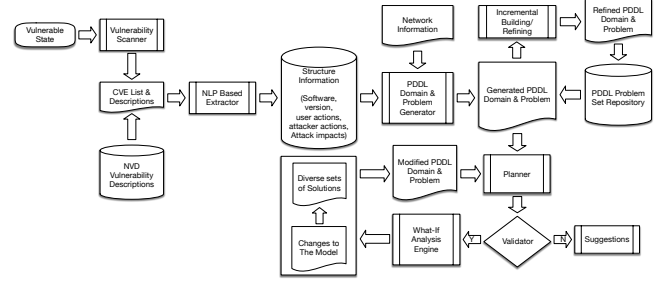 Vulnerable
State
Vulnerability
Scanner
CVE List &
Descriptions
NVD
Vulnerability
Descriptions
NLP Based
Extractor
Structure
Information
(Software,
version,
user actions,
attacker actions,
Attack impacts)
Network
Information
PDDL
Domain &
Problem
Generator
Incremental
Building/
Refining
Refined PDDL
Domain &
Problem
Generated PDDL
Domain & Problem
PDDL Problem
Set Repository
Diverse sets
of Solutions
Changes to
The Model
Modified PDDL
Domain &
Problem
Planner
What-If
Analysis
Engine
Y
Validator
N
Suggestions